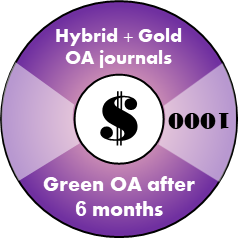 Hybrid + Gold
OA journals
$
1000
Green OA after
6 months